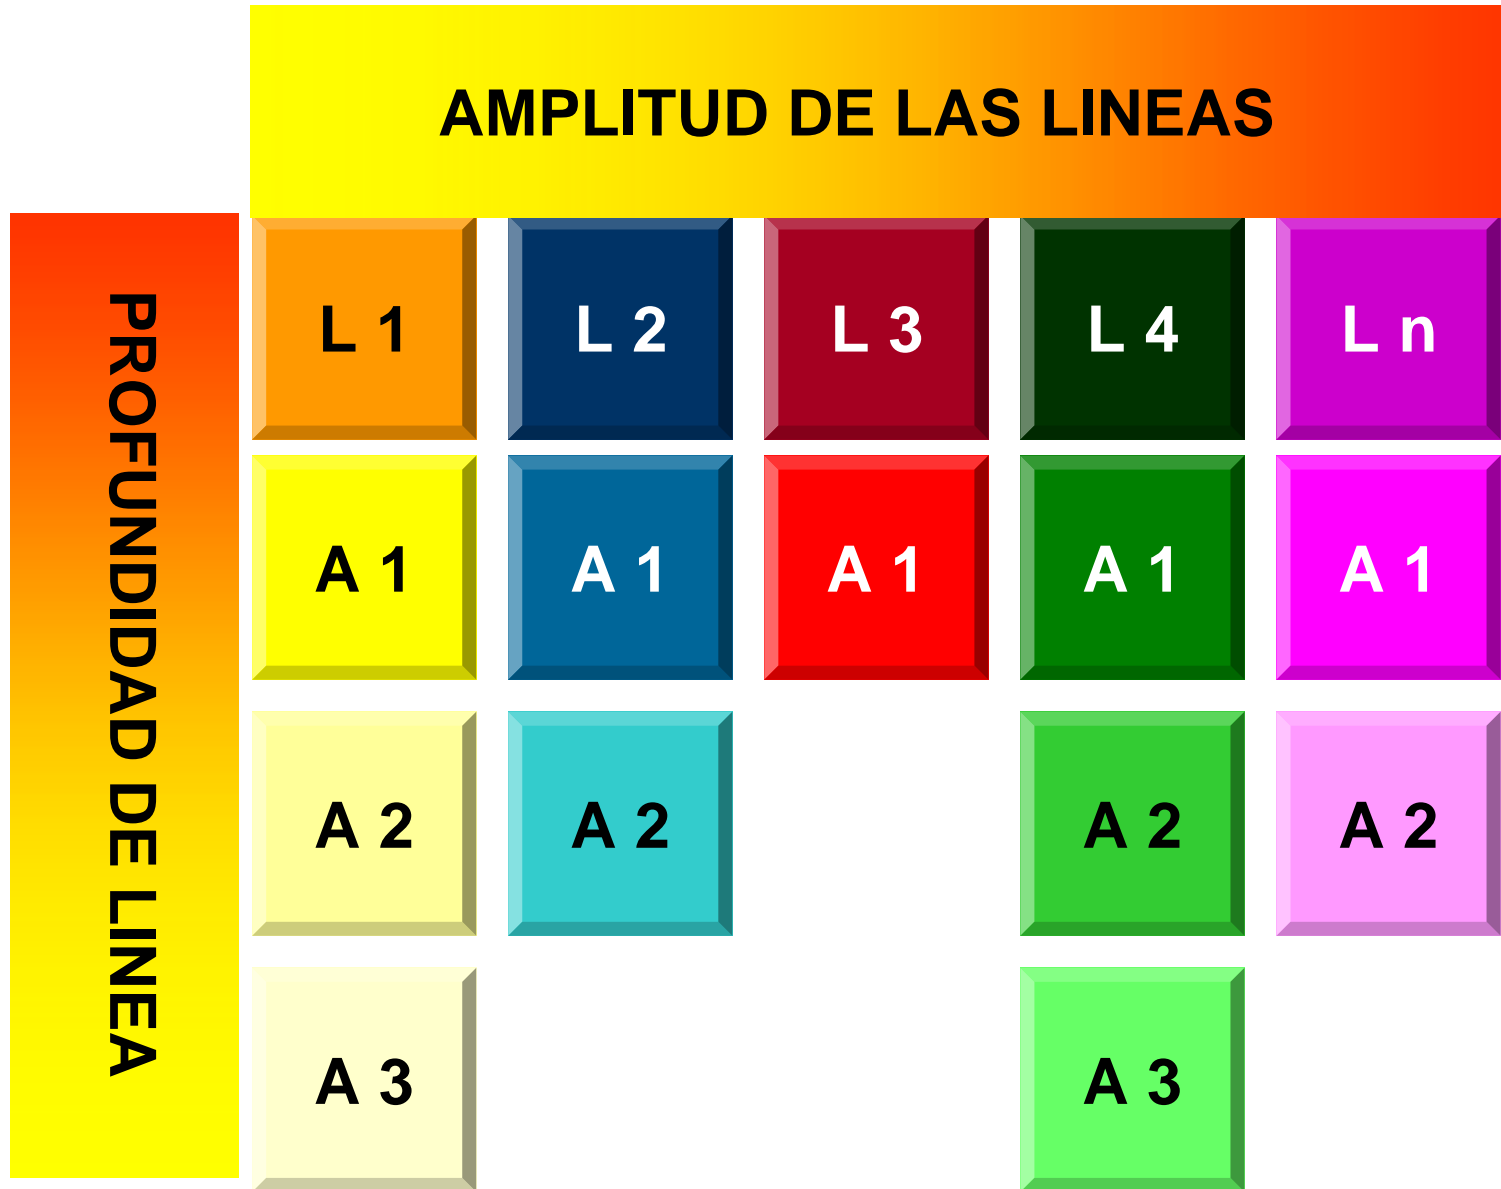 AMPLITUD DE LAS LINEAS
PROFUNDIDAD DE LINEA
L 1 L 2 L 3 L 4 L n
A 1 A 1 A 1 A 1 A 1
A 2 A 2 A 2 A 2
A 3 A 3